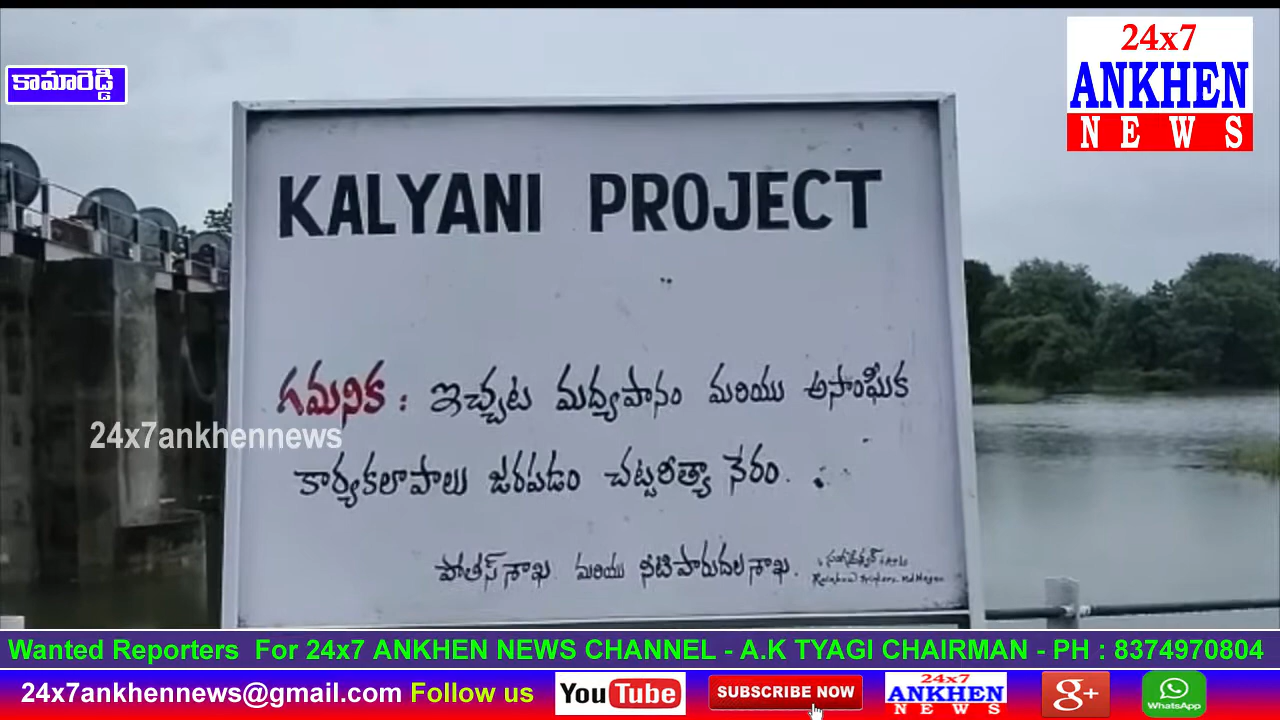 కామారెడ్డి
24x7
ANKHEN
NEWS
KALYANI PROJECT
గమనిక : ఇచ్చట మద్యపానం మరియు అసాంఘిక
కార్యకలాపాలు జరపడం చట్టరీత్యా నేరం.
24x7ankhennews
పోలీస్ శాఖ మరియు నీటిపారుదల శాఖ.
Wanted Reporters For 24x7 ANKHEN NEWS CHANNEL - A.K TYAGI CHAIRMAN - PH : 8374970804
24x7ankhennews@gmail.com Follow us YouTube SUBSCRIBE NOW 24x7 ANKHEN NEWS g+ WhatsApp